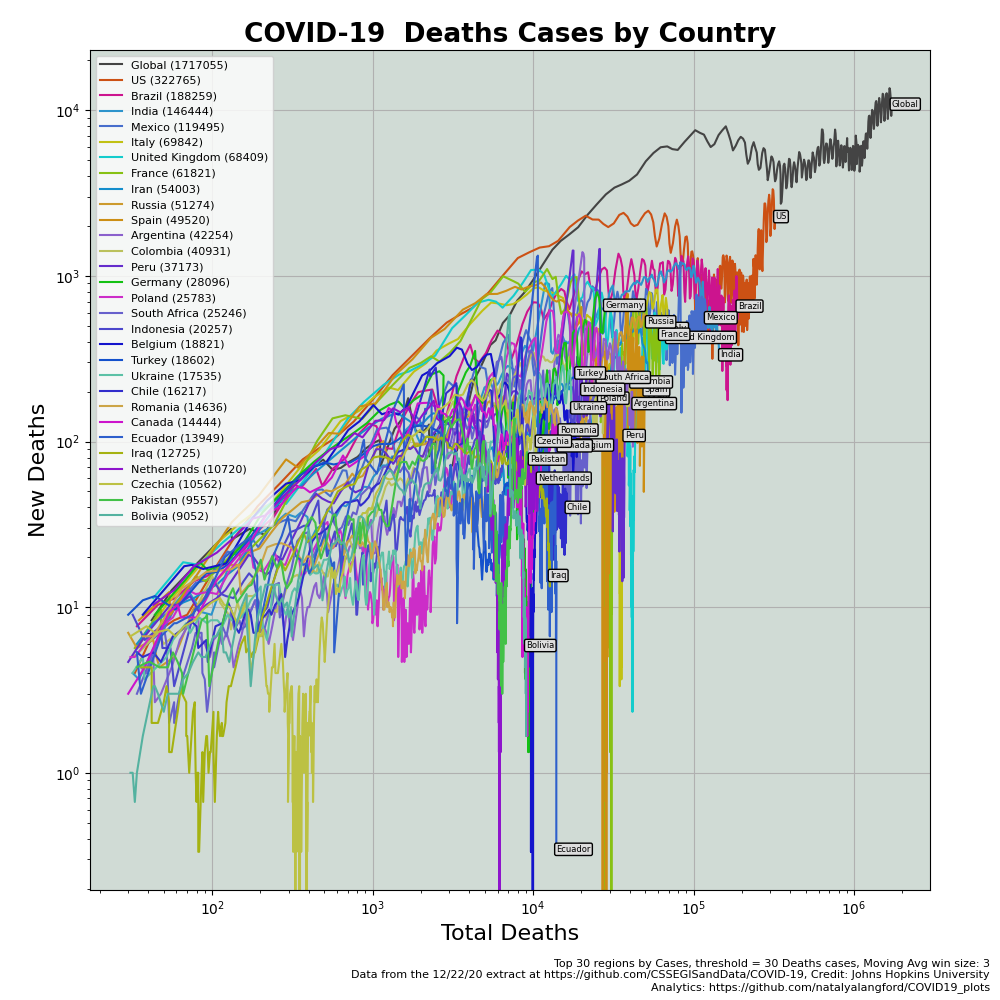 COVID-19  Deaths Cases by Country
Global (1717055)
US (322765)
Brazil (188259)
India (146444)
Mexico (119495)
Italy (69842)
United Kingdom (68409)
France (61821)
Iran (54003)
Russia (51274)
Spain (49520)
Argentina (42254)
Colombia (40931)
Peru (37173)
Germany (28096)
Poland (25783)
South Africa (25246)
Indonesia (20257)
Belgium (18821)
Turkey (18602)
Ukraine (17535)
Chile (16217)
Romania (14636)
Canada (14444)
Ecuador (13949)
Iraq (12725)
Netherlands (10720)
Czechia (10562)
Pakistan (9557)
Bolivia (9052)
New Deaths
10⁴
10³
10²
10¹
10⁰
Global
US
Brazil
Germany
Mexico
Russia
France
d Kingdom
India
Turkey
outh Africa
mbia
Indonesia
Spain
Poland
Argentina
Ukraine
Romania
Peru
Czechia
nada
gium
Pakistan
Netherlands
Chile
Iraq
Bolivia
Ecuador
10² 10³ 10⁴ 10⁵ 10⁶
Total Deaths
Top 30 regions by Cases, threshold = 30 Deaths cases, Moving Avg win size: 3
Data from the 12/22/20 extract at https://github.com/CSSEGISandData/COVID-19, Credit: Johns Hopkins University
Analytics: https://github.com/natalyalangford/COVID19_plots